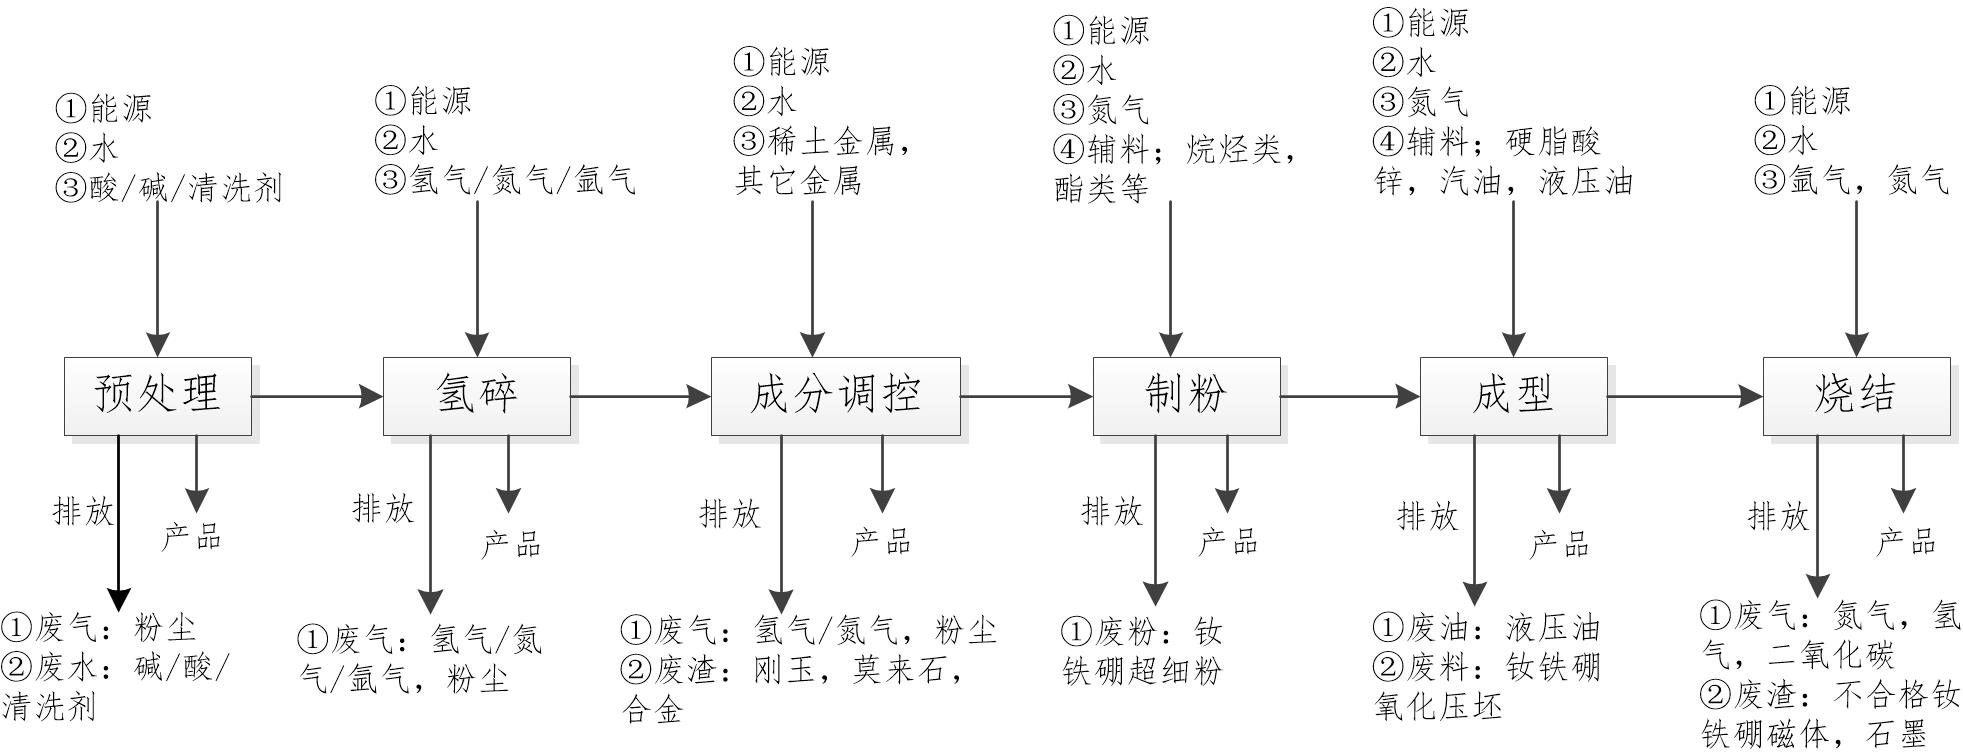 ①能源
②水
③酸/碱/清洗剂
①能源
②水
③氢气/氮气/氩气
①能源
②水
③稀土金属，
其它金属
①能源
②水
③氮气
④辅料；烷烃类，
酯类等
①能源
②水
③氮气
④辅料；硬脂酸
锌，汽油，液压油
①能源
②水
③氩气，氮气
预处理
氢碎
成分调控
制粉
成型
烧结
排放
产品
排放
产品
排放
产品
排放
产品
排放
产品
排放
产品
①废气：粉尘
②废水：碱/酸/
清洗剂
①废气：氢气/氮
气/氩气，粉尘
①废气：氢气/氮气，粉尘
②废渣：刚玉，莫来石，
合金
①废粉：钕
铁硼超细粉
①废油：液压油
②废料：钕铁硼
氧化压坯
①废气：氮气，氢
气，二氧化碳
②废渣：不合格钕
铁硼磁体，石墨